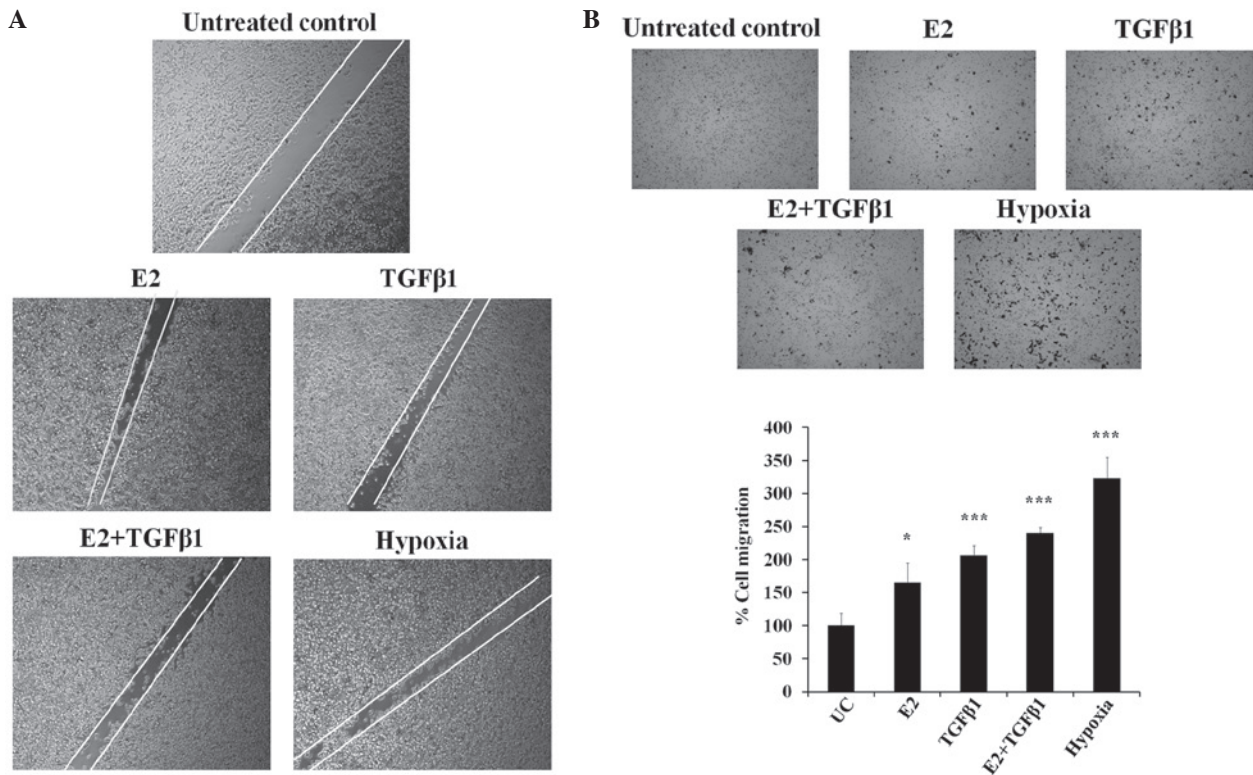 A
Untreated control
E2
TGFβ1
E2+TGFβ1
Hypoxia
B
Untreated control
E2
TGFβ1
E2+TGFβ1
Hypoxia
% Cell migration
400
350
300
250
200
150
100
50
0
*
***
***
***
UC
E2
TGFβ1
E2+TGFβ1
Hypoxia